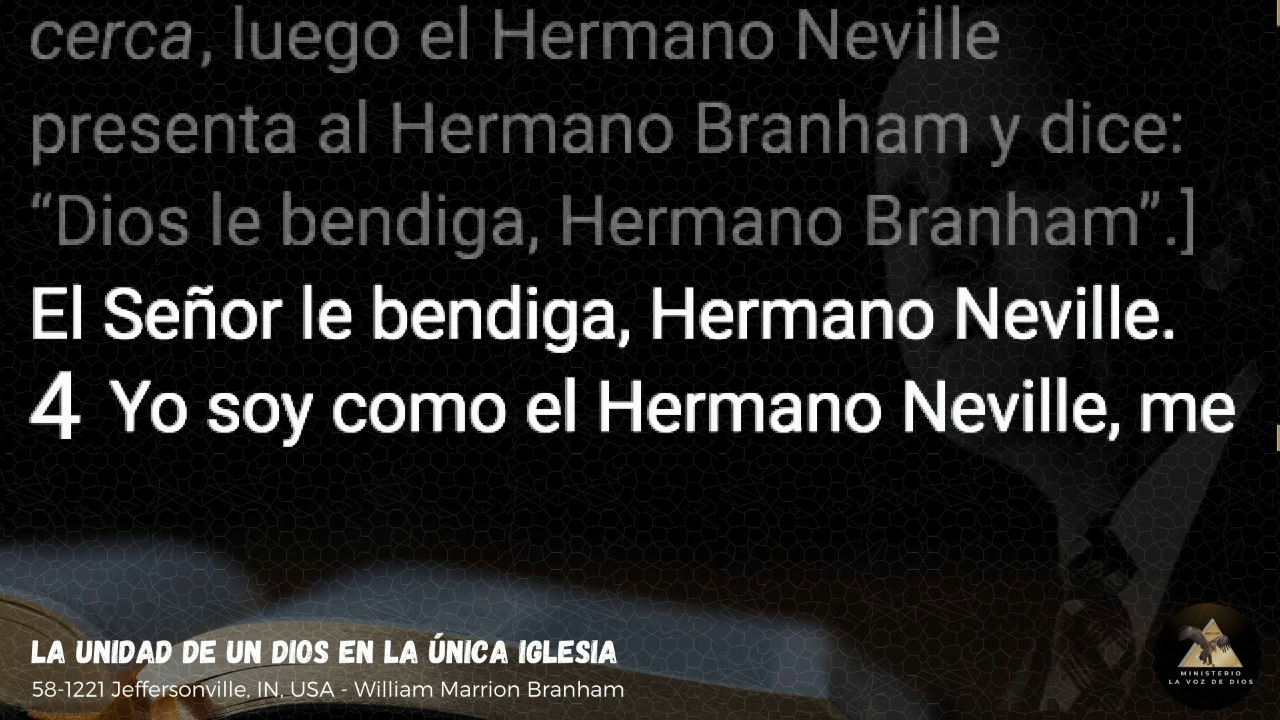 cerca, luego el Hermano Neville
presenta al Hermano Branham y dice:
“Dios le bendiga, Hermano Branham”.]
El Señor le bendiga, Hermano Neville.
4 Yo soy como el Hermano Neville, me
LA UNIDAD DE UN DIOS EN LA ÚNICA IGLESIA
58-1221 Jeffersonville, IN, USA - William Marrion Branham
MINISTERIO
LA VOZ DE DIOS